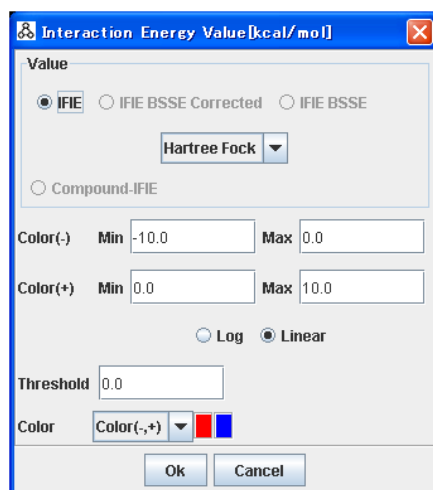 Interaction Energy Value[kcal/mol]
Value
IFIE IFIE BSSE Corrected IFIE BSSE
Hartree Fock
Compound-IFIE
Color(-) Min -10.0 Max 0.0
Color(+) Min 0.0 Max 10.0
Log Linear
Threshold 0.0
Color Color(-,+)
Ok Cancel